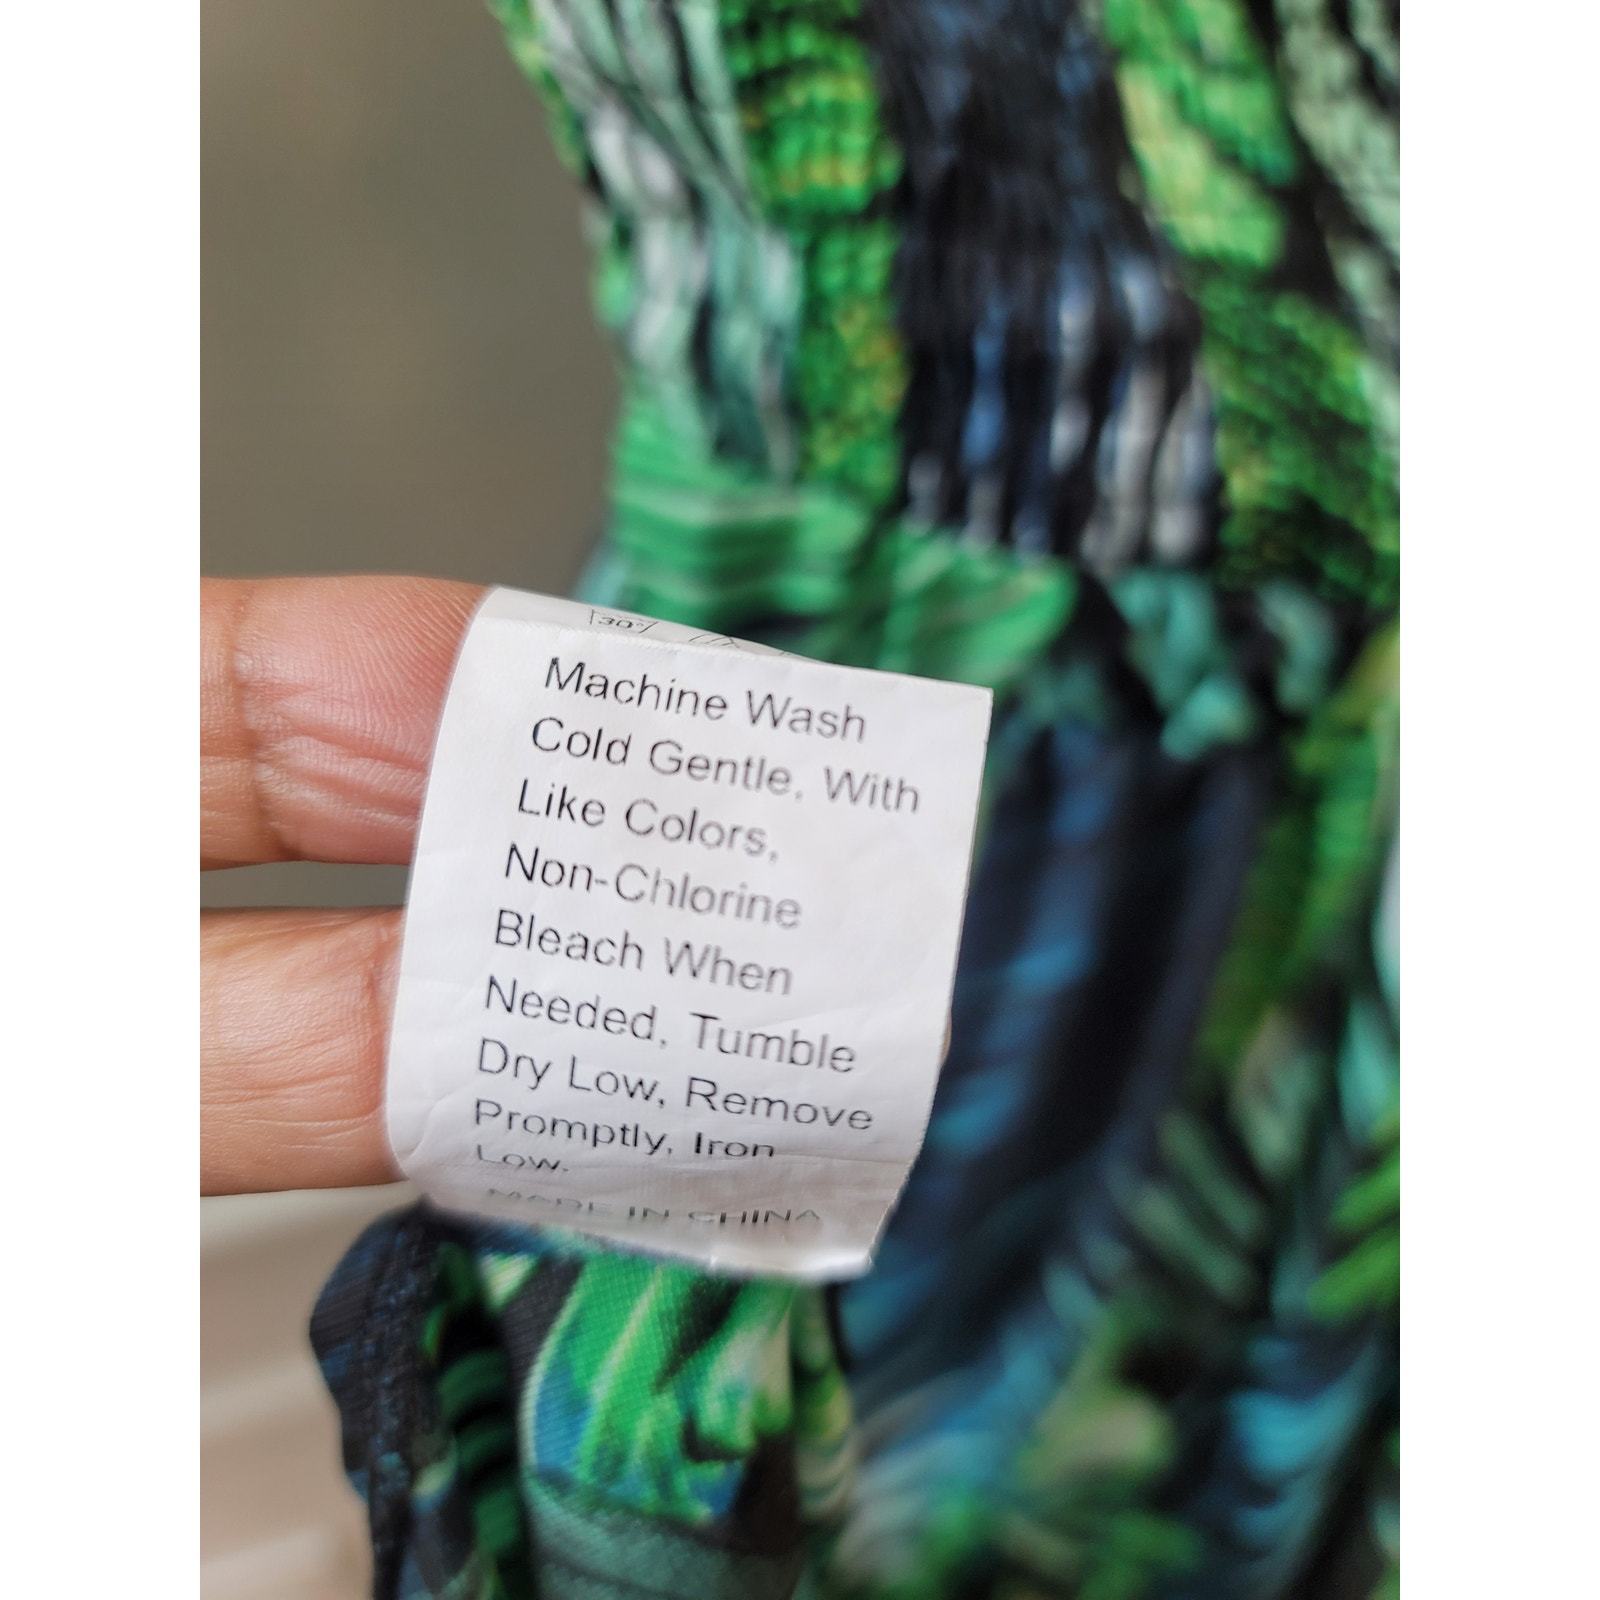 30°
Machine Wash
Cold Gentle, With
Like Colors,
Non-Chlorine
Bleach When
Needed, Tumble
Dry Low, Remove
Promptly, Iron
Low.
MADE IN CHINA